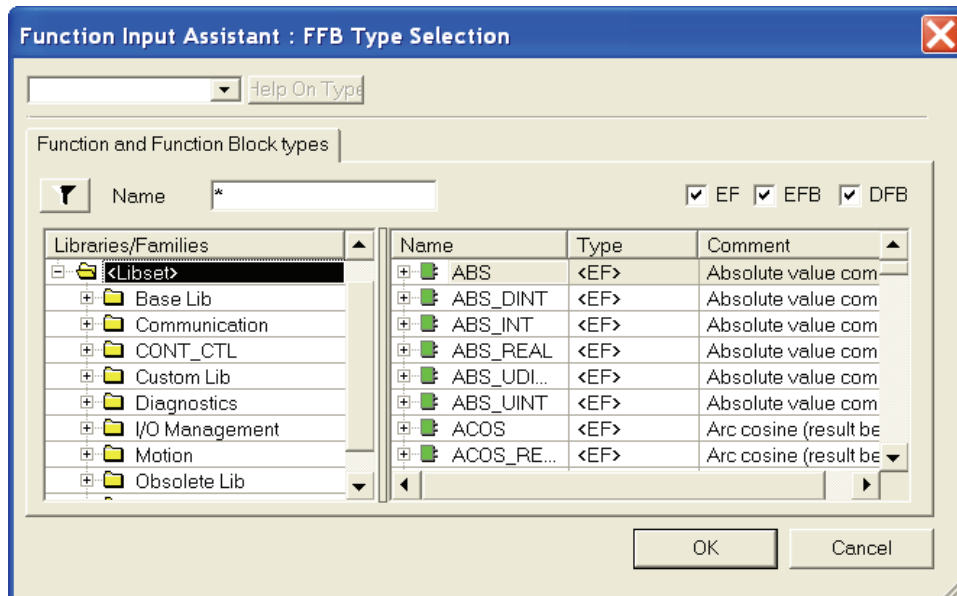 Function Input Assistant : FFB Type Selection
Help On Type
Function and Function Block types
Name * EF EFB DFB
Libraries/Families
<Libset>
Base Lib
Communication
CONT_CTL
Custom Lib
Diagnostics
I/O Management
Motion
Obsolete Lib
Name Type Comment
ABS <EF> Absolute value com
ABS_DINT <EF> Absolute value com
ABS_INT <EF> Absolute value com
ABS_REAL <EF> Absolute value com
ABS_UDI... <EF> Absolute value com
ABS_UINT <EF> Absolute value com
ACOS <EF> Arc cosine (result be
ACOS_RE... <EF> Arc cosine (result be
OK Cancel